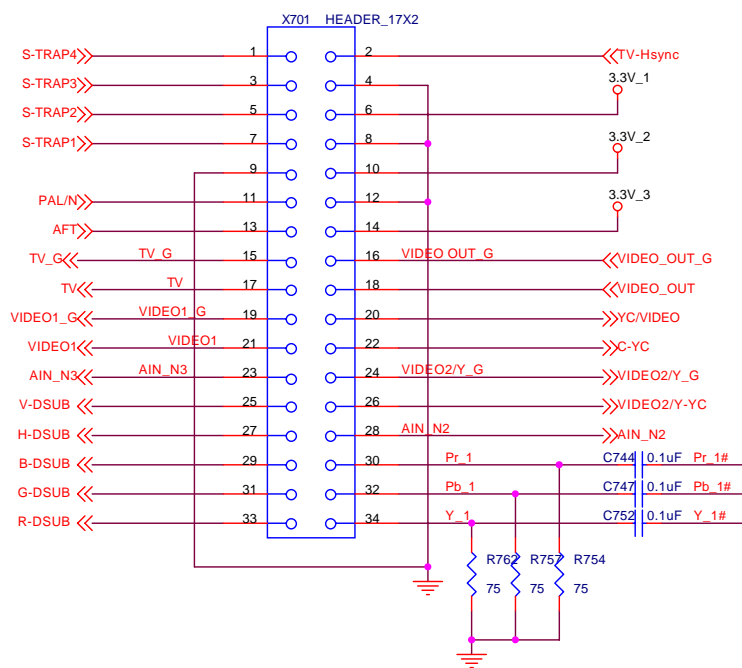 X701 HEADER_17X2
S-TRAP4 1 2 TV-Hsync
S-TRAP3 3 4 3.3V_1
S-TRAP2 5 6
S-TRAP1 7 8 3.3V_2
9 10
PAL/N 11 12 3.3V_3
AFT 13 14
TV_G TV_G 15 16 VIDEO OUT_G VIDEO_OUT_G
TV TV 17 18 VIDEO_OUT
VIDEO1_G VIDEO1_G 19 20 YC/VIDEO
VIDEO1 VIDEO1 21 22 C-YC
AIN_N3 AIN_N3 23 24 VIDEO2/Y_G VIDEO2/Y_G
V-DSUB 25 26 VIDEO2/Y-YC
H-DSUB 27 28 AIN_N2 AIN_N2
B-DSUB 29 30 Pr_1 C744 0.1uF Pr_1#
G-DSUB 31 32 Pb_1 C747 0.1uF Pb_1#
R-DSUB 33 34 Y_1 C752 0.1uF Y_1#
R762 R757 R754
75 75 75